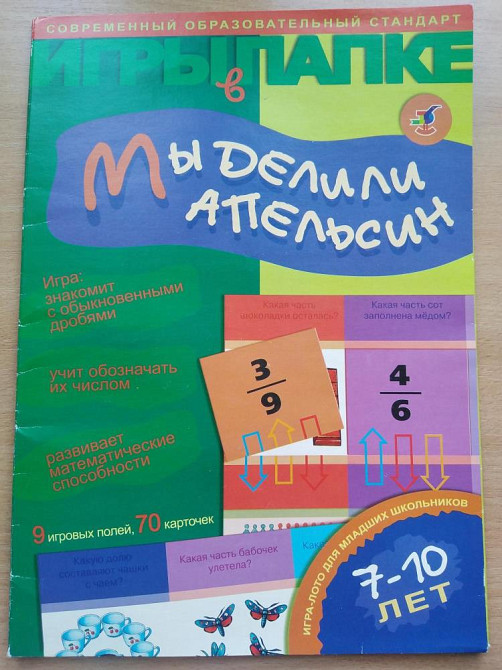 СОВРЕМЕННЫЙ ОБРАЗОВАТЕЛЬНЫЙ СТАНДАРТ
ИГРЫ в ПАПКЕ
Мы делили
апельсин
Игра:
знакомит
с обыкновенными
дробями
учит обозначать
их числом .
развивает
математические
способности
9 игровых полей, 70 карточек
Какая часть
шоколадки осталась?
Какая часть сот
заполнена мёдом?
3
9
4
6
Какую долю
составляют чашки
с чаем?
Какая часть бабочек
улетела?
ИГРА-ЛОТО ДЛЯ МЛАДШИХ ШКОЛЬНИКОВ
7-10
ЛЕТ